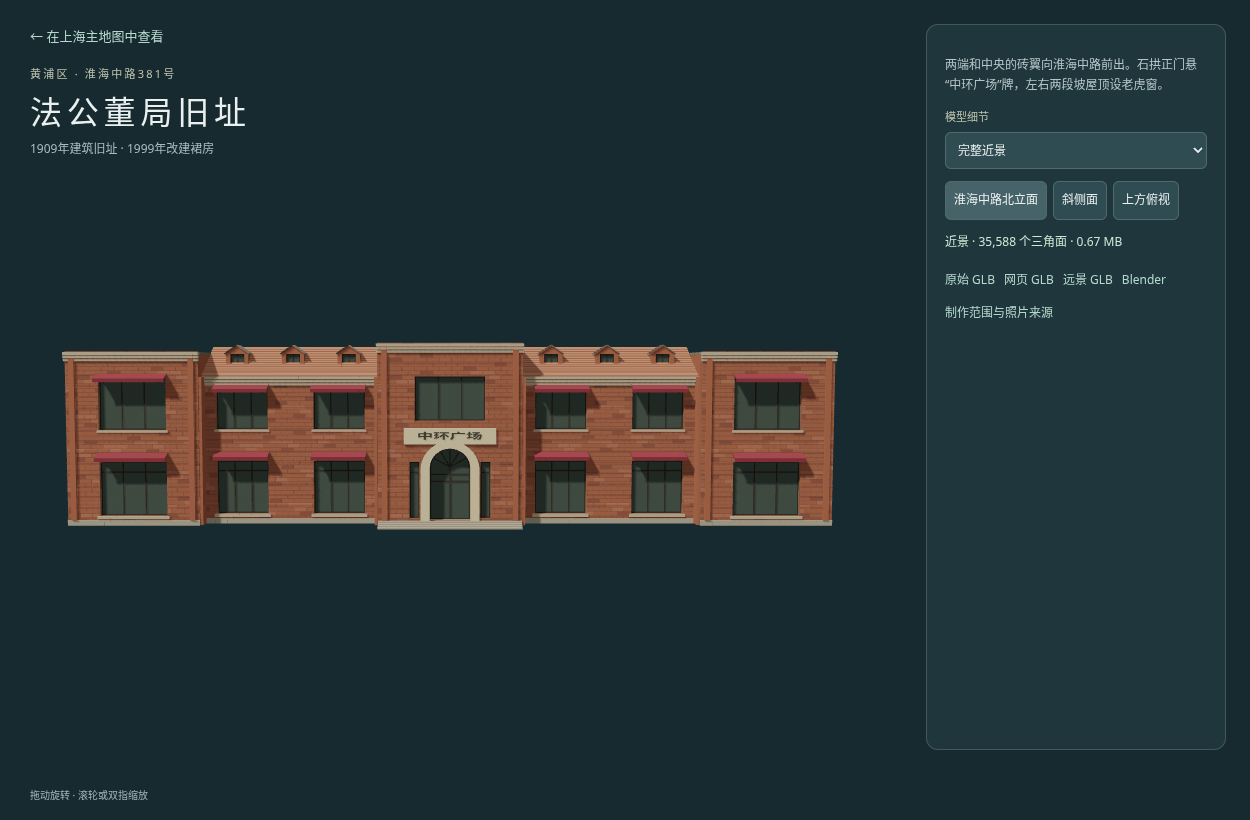 ← 在上海主地图中查看
黄浦区 · 淮海中路381号
法公董局旧址
1909年建筑旧址 · 1999年改建裙房
中环广场
拖动旋转 · 滚轮或双指缩放
两端和中央的砖翼向淮海中路前出。石拱正门悬
“中环广场”牌，左右两段坡屋顶设老虎窗。
模型细节
完整近景
淮海中路北立面 斜侧面 上方俯视
近景 · 35,588 个三角面 · 0.67 MB
原始 GLB 网页 GLB 远景 GLB Blender
制作范围与照片来源